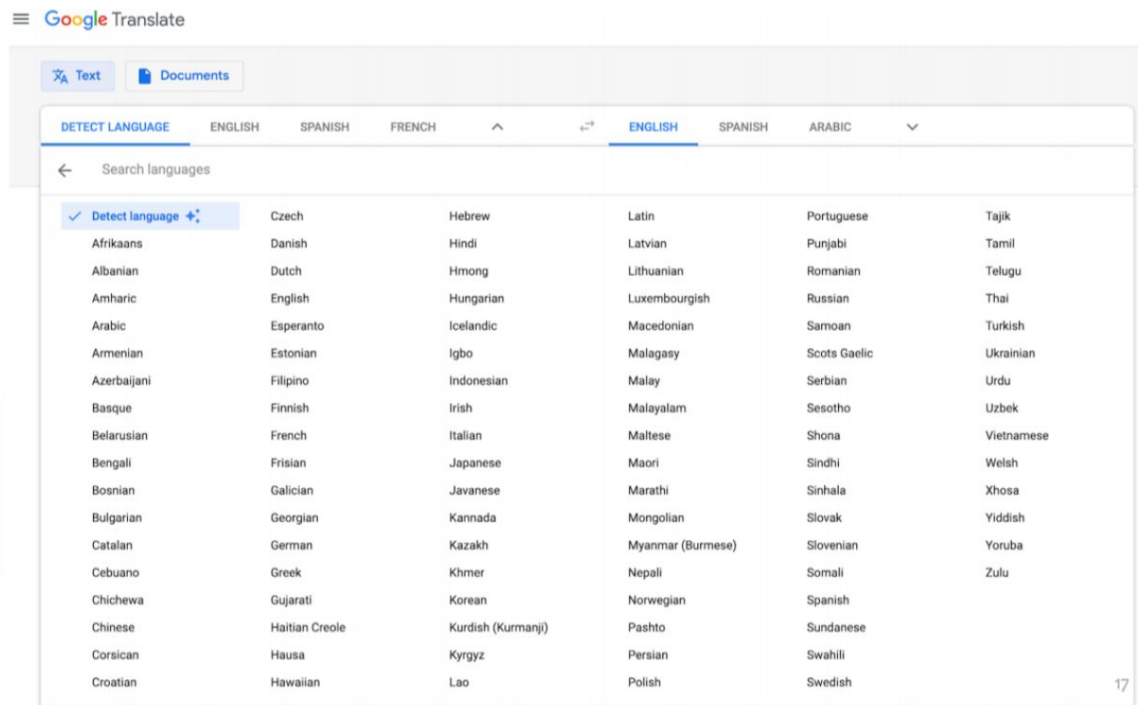 Google Translate
Text Documents
DETECT LANGUAGE ENGLISH SPANISH FRENCH ENGLISH SPANISH ARABIC
Search languages
Detect language Czech Hebrew Latin Portuguese Tajik
Afrikaans Danish Hindi Latvian Punjabi Tamil
Albanian Dutch Hmong Lithuanian Romanian Telugu
Amharic English Hungarian Luxembourgish Russian Thai
Arabic Esperanto Icelandic Macedonian Samoan Turkish
Armenian Estonian Igbo Malagasy Scots Gaelic Ukrainian
Azerbaijani Filipino Indonesian Malay Serbian Urdu
Basque Finnish Irish Malayalam Sesotho Uzbek
Belarusian French Italian Maltese Shona Vietnamese
Bengali Frisian Japanese Maori Sindhi Welsh
Bosnian Galician Javanese Marathi Sinhala Xhosa
Bulgarian Georgian Kannada Mongolian Slovak Yiddish
Catalan German Kazakh Myanmar (Burmese) Slovenian Yoruba
Cebuano Greek Khmer Nepali Somali Zulu
Chichewa Gujarati Korean Norwegian Spanish
Chinese Haitian Creole Kurdish (Kurmanji) Pashto Sundanese
Corsican Hausa Kyrgyz Persian Swahili
Croatian Hawaiian Lao Polish Swedish
17